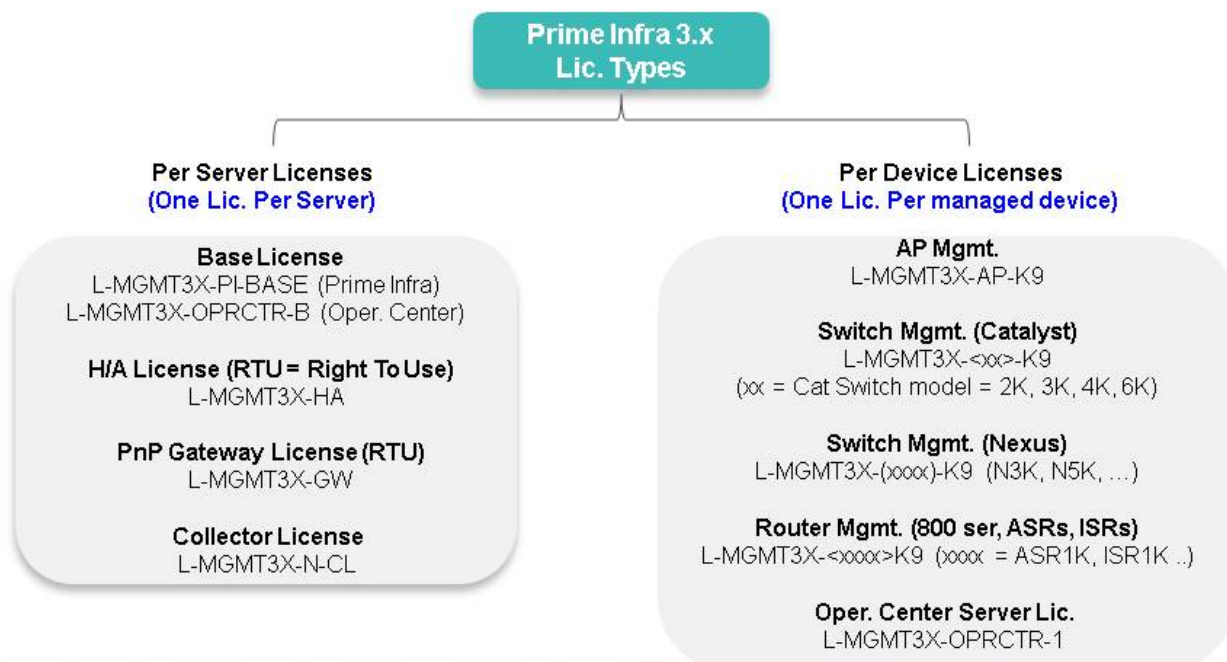 Prime Infra 3.x
Lic. Types
Per Server Licenses
(One Lic. Per Server)
Base License
L-MGMT3X-PI-BASE (Prime Infra)
L-MGMT3X-OPRCTR-B (Oper. Center)
H/A License (RTU = Right To Use)
L-MGMT3X-HA
PnP Gateway License (RTU)
L-MGMT3X-GW
Collector License
L-MGMT3X-N-CL
Per Device Licenses
(One Lic. Per managed device)
AP Mgmt.
L-MGMT3X-AP-K9
Switch Mgmt. (Catalyst)
L-MGMT3X-<xx>-K9
(xx = Cat Switch model = 2K, 3K, 4K, 6K)
Switch Mgmt. (Nexus)
L-MGMT3X-(xxxx)-K9 (N3K, N5K, ...)
Router Mgmt. (800 ser, ASRs, ISRs)
L-MGMT3X-<xxxx>K9 (xxxx = ASR1K, ISR1K ..)
Oper. Center Server Lic.
L-MGMT3X-OPRCTR-1